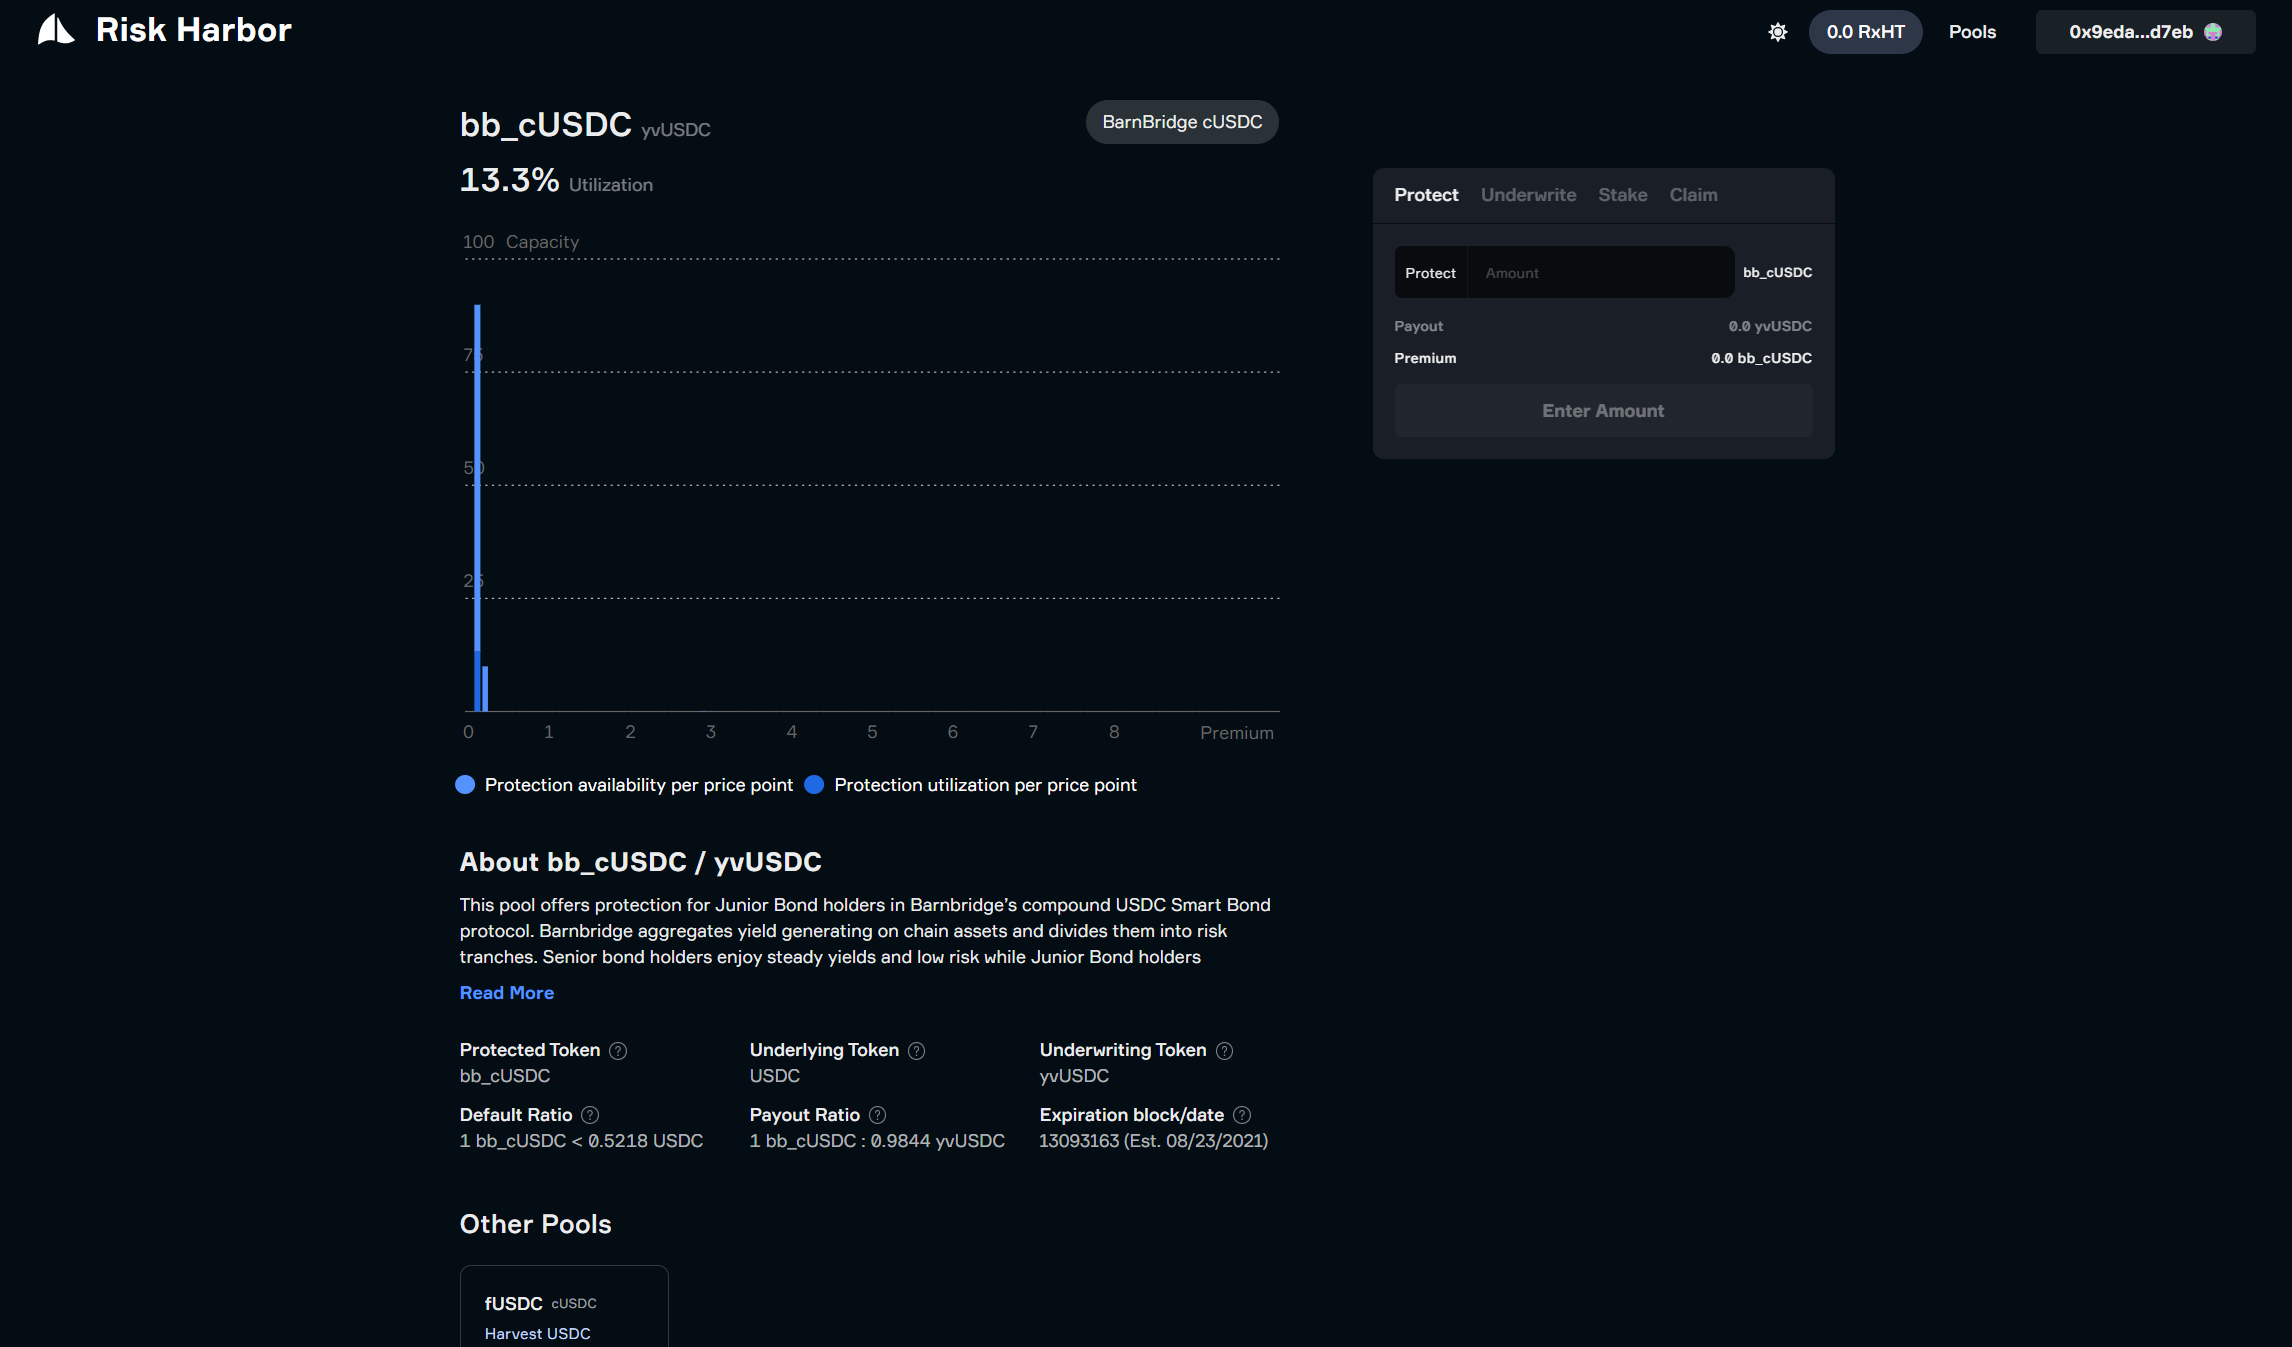 Risk Harbor
0.0 RxHT
Pools
0x9eda...d7eb
bb_cUSDC yvUSDC
BarnBridge cUSDC
13.3% Utilization
100 Capacity
75
50
25
0 1 2 3 4 5 6 7 8 Premium
Protection availability per price point
Protection utilization per price point
Protect Underwrite Stake Claim
Protect Amount bb_cUSDC
Payout 0.0 yvUSDC
Premium 0.0 bb_cUSDC
Enter Amount
About bb_cUSDC / yvUSDC
This pool offers protection for Junior Bond holders in Barnbridge’s compound USDC Smart Bond
protocol. Barnbridge aggregates yield generating on chain assets and divides them into risk
tranches. Senior bond holders enjoy steady yields and low risk while Junior Bond holders
Read More
Protected Token ? Underlying Token ? Underwriting Token ?
bb_cUSDC USDC yvUSDC
Default Ratio ? Payout Ratio ? Expiration block/date ?
1 bb_cUSDC < 0.5218 USDC 1 bb_cUSDC : 0.9844 yvUSDC 13093163 (Est. 08/23/2021)
Other Pools
fUSDC cUSDC
Harvest USDC